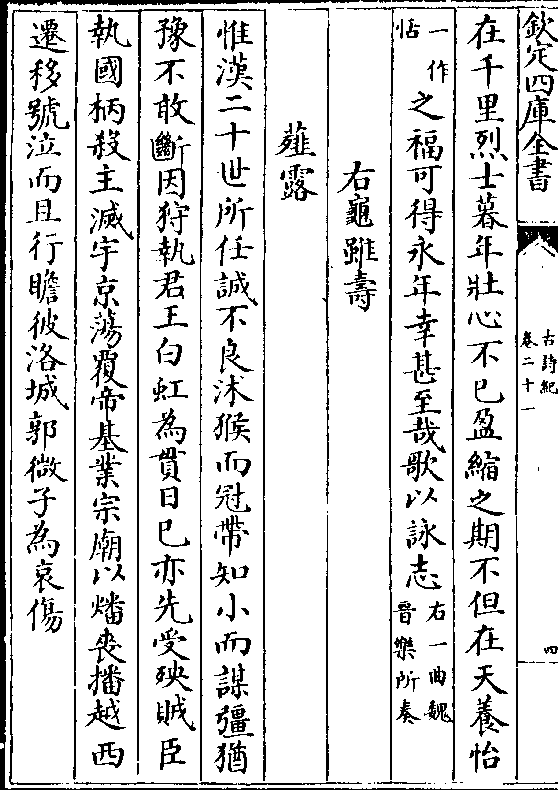 欽定四庫全書
古詩紀
卷二十一
四
在千里烈士暮年壯心不已盈縮之期不但在天養怡
一作
恬
之福可得永年幸甚至哉歌以詠志
右一曲魏
晉樂所奏
右龜雖壽
薤露
惟漢二十世所任誠不良沐猴而冠帶知小而謀彊猶
豫不敢斷因狩執君王白虹為貫日已亦先受殃賊臣
執國柄殺主滅宇京蕩覆帝基業宗廟以燔喪播越西
遷移號泣而且行瞻彼洛城郭微子為哀傷